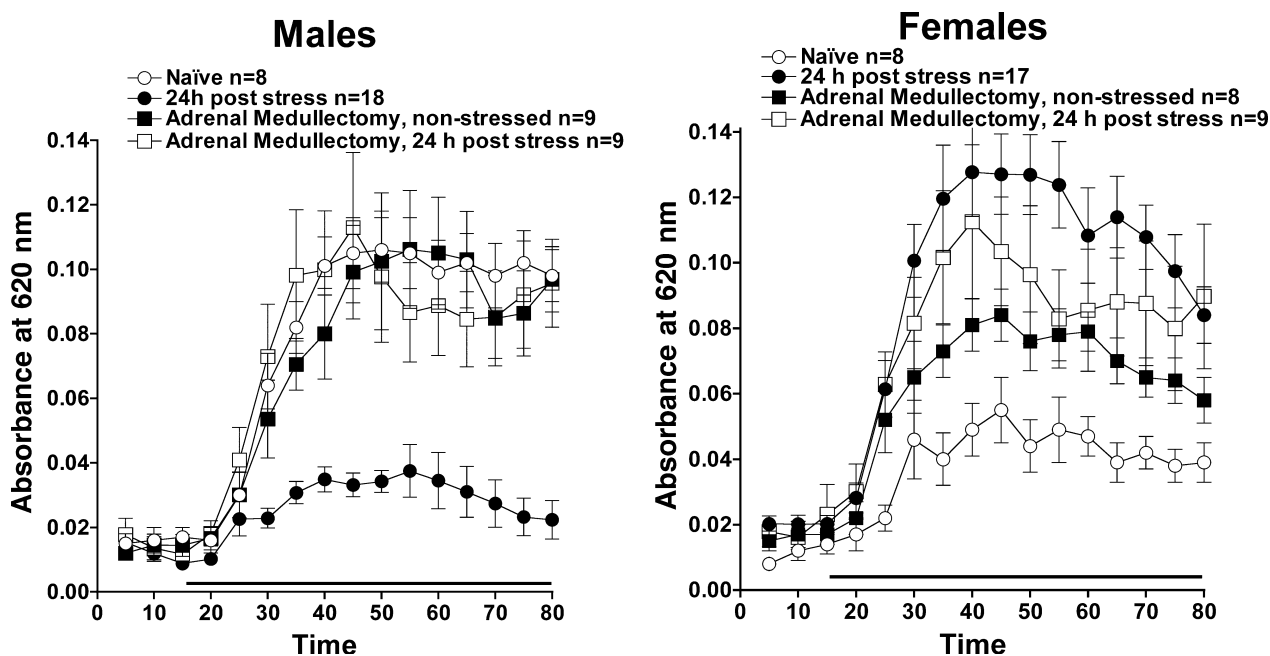 Males
Naïve n=8
24h post stress n=18
Adrenal Medullectomy, non-stressed n=9
Adrenal Medullectomy, 24 h post stress n=9
0.14
0.12
0.10
0.08
0.06
0.04
0.02
0.00
Absorbance at 620 nm
0 10 20 30 40 50 60 70 80
Time
Females
Naïve n=8
24 h post stress n=17
Adrenal Medullectomy, non-stressed n=8
Adrenal Medullectomy, 24 h post stress n=9
0.14
0.12
0.10
0.08
0.06
0.04
0.02
0.00
Absorbance at 620 nm
0 10 20 30 40 50 60 70 80
Time